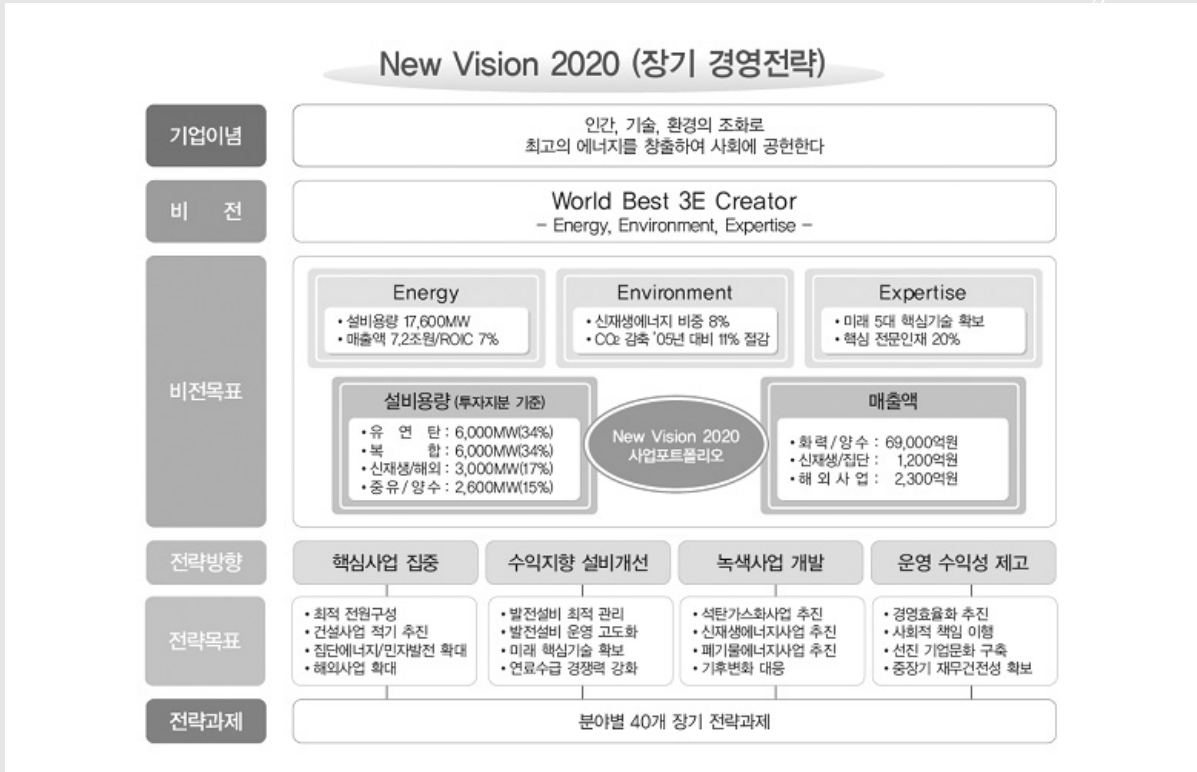 New Vision 2020 (장기 경영전략)
기업이념
인간, 기술, 환경의 조화로
최고의 에너지를 창출하여 사회에 공헌한다
비 전
World Best 3E Creator
– Energy, Environment, Expertise –
비전목표
Energy
• 설비용량 17,600MW
• 매출액 7.2조원/ROIC 7%
Environment
• 신재생에너지 비중 8%
• CO₂ 감축 '05년 대비 11% 절감
Expertise
• 미래 5대 핵심기술 확보
• 핵심 전문인재 20%
설비용량 (투자지분 기준)
• 유 연 탄 : 6,000MW(34%)
• 복 합 : 6,000MW(34%)
• 신재생/해외 : 3,000MW(17%)
• 중유/양수 : 2,600MW(15%)
New Vision 2020
사업포트폴리오
매출액
• 화력/양수 : 69,000억원
• 신재생/집단 : 1,200억원
• 해외사업 : 2,300억원
전략방향
핵심사업 집중
수익지향 설비개선
녹색사업 개발
운영 수익성 제고
전략목표
• 최적 전원구성
• 건설사업 적기 추진
• 집단에너지/민자발전 확대
• 해외사업 확대
• 발전설비 최적 관리
• 발전설비 운영 고도화
• 미래 핵심기술 확보
• 연료수급 경쟁력 강화
• 석탄가스화사업 추진
• 신재생에너지사업 추진
• 폐기물에너지사업 추진
• 기후변화 대응
• 경영효율화 추진
• 사회적 책임 이행
• 선진 기업문화 구축
• 중장기 재무건전성 확보
전략과제
분야별 40개 장기 전략과제